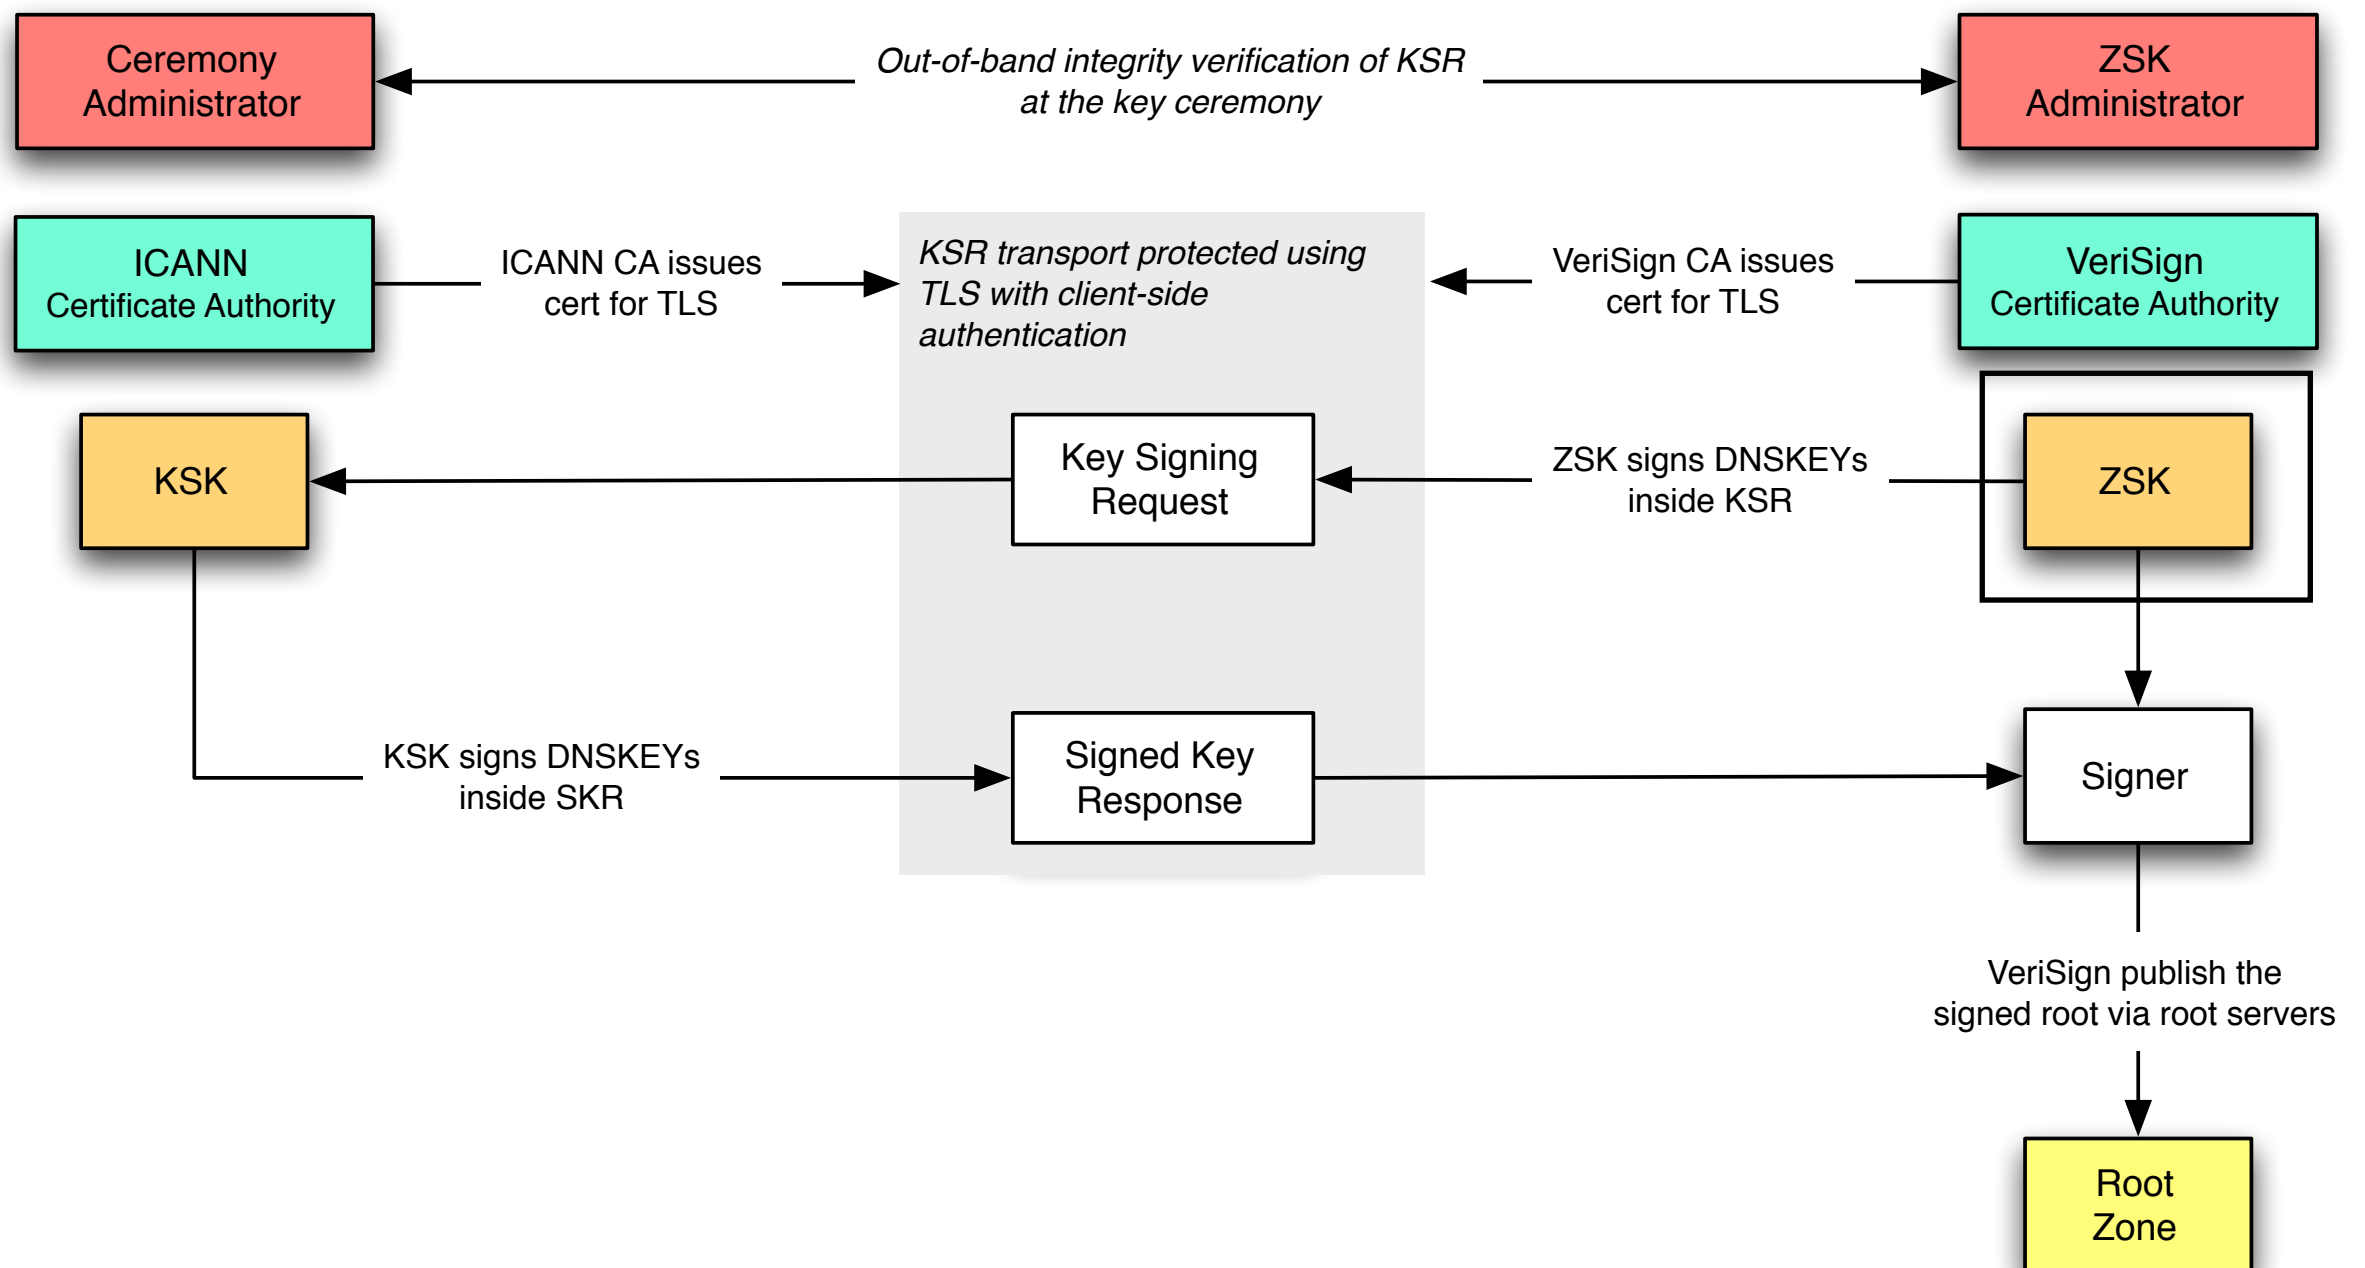 Ceremony
Administrator
Out-of-band integrity verification of KSR
at the key ceremony
ZSK
Administrator
ICANN
Certificate Authority
ICANN CA issues
cert for TLS
KSR transport protected using
TLS with client-side
authentication
VeriSign CA issues
cert for TLS
VeriSign
Certificate Authority
KSK
Key Signing
Request
ZSK signs DNSKEYs
inside KSR
ZSK
KSK signs DNSKEYs
inside SKR
Signed Key
Response
Signer
VeriSign publish the
signed root via root servers
Root
Zone